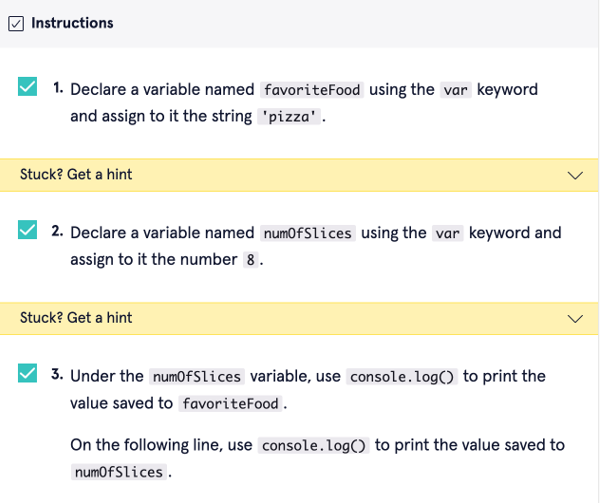 Instructions
1. Declare a variable named favoriteFood using the var keyword
and assign to it the string 'pizza'.
Stuck? Get a hint
2. Declare a variable named numOfSlices using the var keyword and
assign to it the number 8.
Stuck? Get a hint
3. Under the numOfSlices variable, use console.log() to print the
value saved to favoriteFood.
On the following line, use console.log() to print the value saved to
numOfSlices.